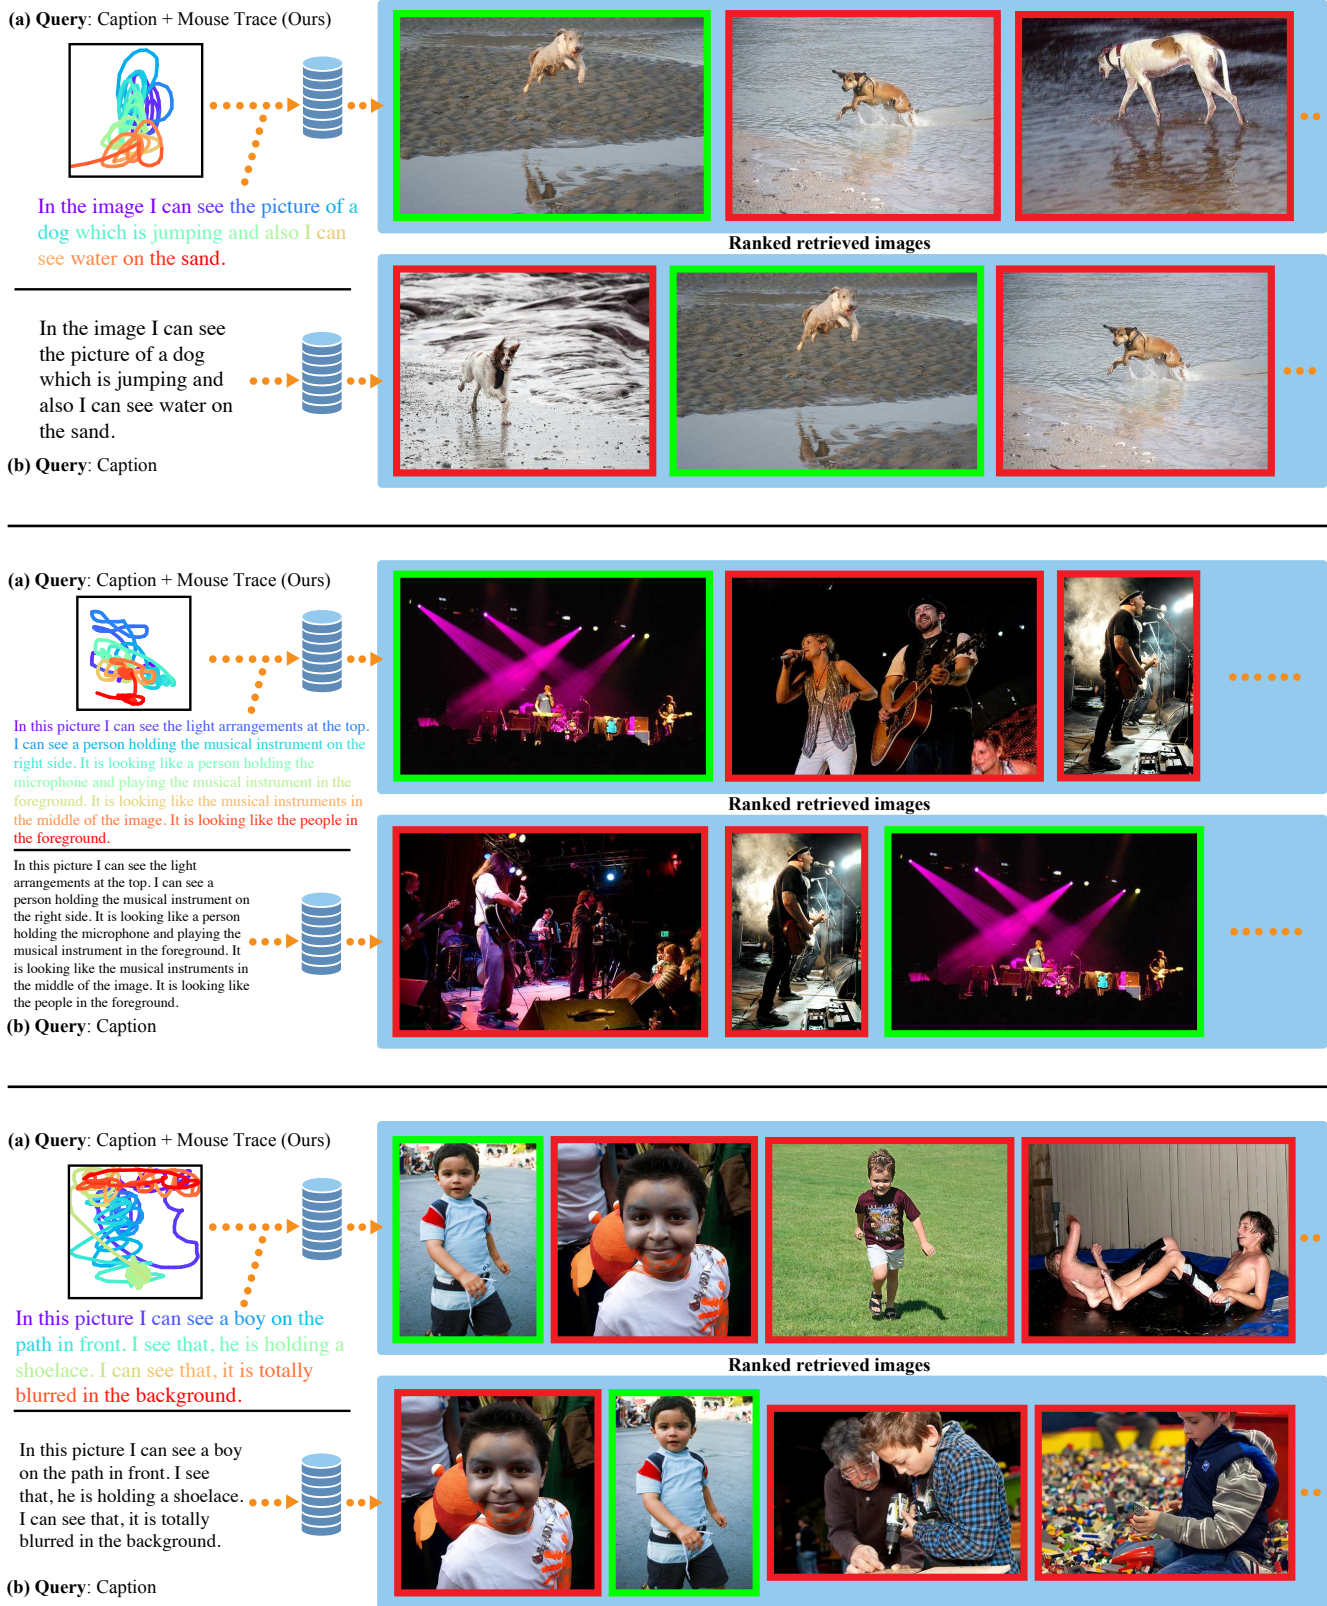 (a) Query: Caption + Mouse Trace (Ours)
In the image I can see the picture of a
dog which is jumping and also I can
see water on the sand.
Ranked retrieved images
In the image I can see
the picture of a dog
which is jumping and
also I can see water on
the sand.
(b) Query: Caption
(a) Query: Caption + Mouse Trace (Ours)
In this picture I can see the light arrangements at the top.
I can see a person holding the musical instrument on the
right side. It is looking like a person holding the
microphone and playing the musical instrument in the
foreground. It is looking like the musical instruments in
the middle of the image. It is looking like the people in
the foreground.
Ranked retrieved images
In this picture I can see the light
arrangements at the top. I can see a
person holding the musical instrument on
the right side. It is looking like a person
holding the microphone and playing the
musical instrument in the foreground. It
is looking like the musical instruments in
the middle of the image. It is looking like
the people in the foreground.
(b) Query: Caption
(a) Query: Caption + Mouse Trace (Ours)
In this picture I can see a boy on the
path in front. I see that, he is holding a
shoelace. I can see that, it is totally
blurred in the background.
Ranked retrieved images
In this picture I can see a boy
on the path in front. I see
that, he is holding a shoelace.
I can see that, it is totally
blurred in the background.
(b) Query: Caption